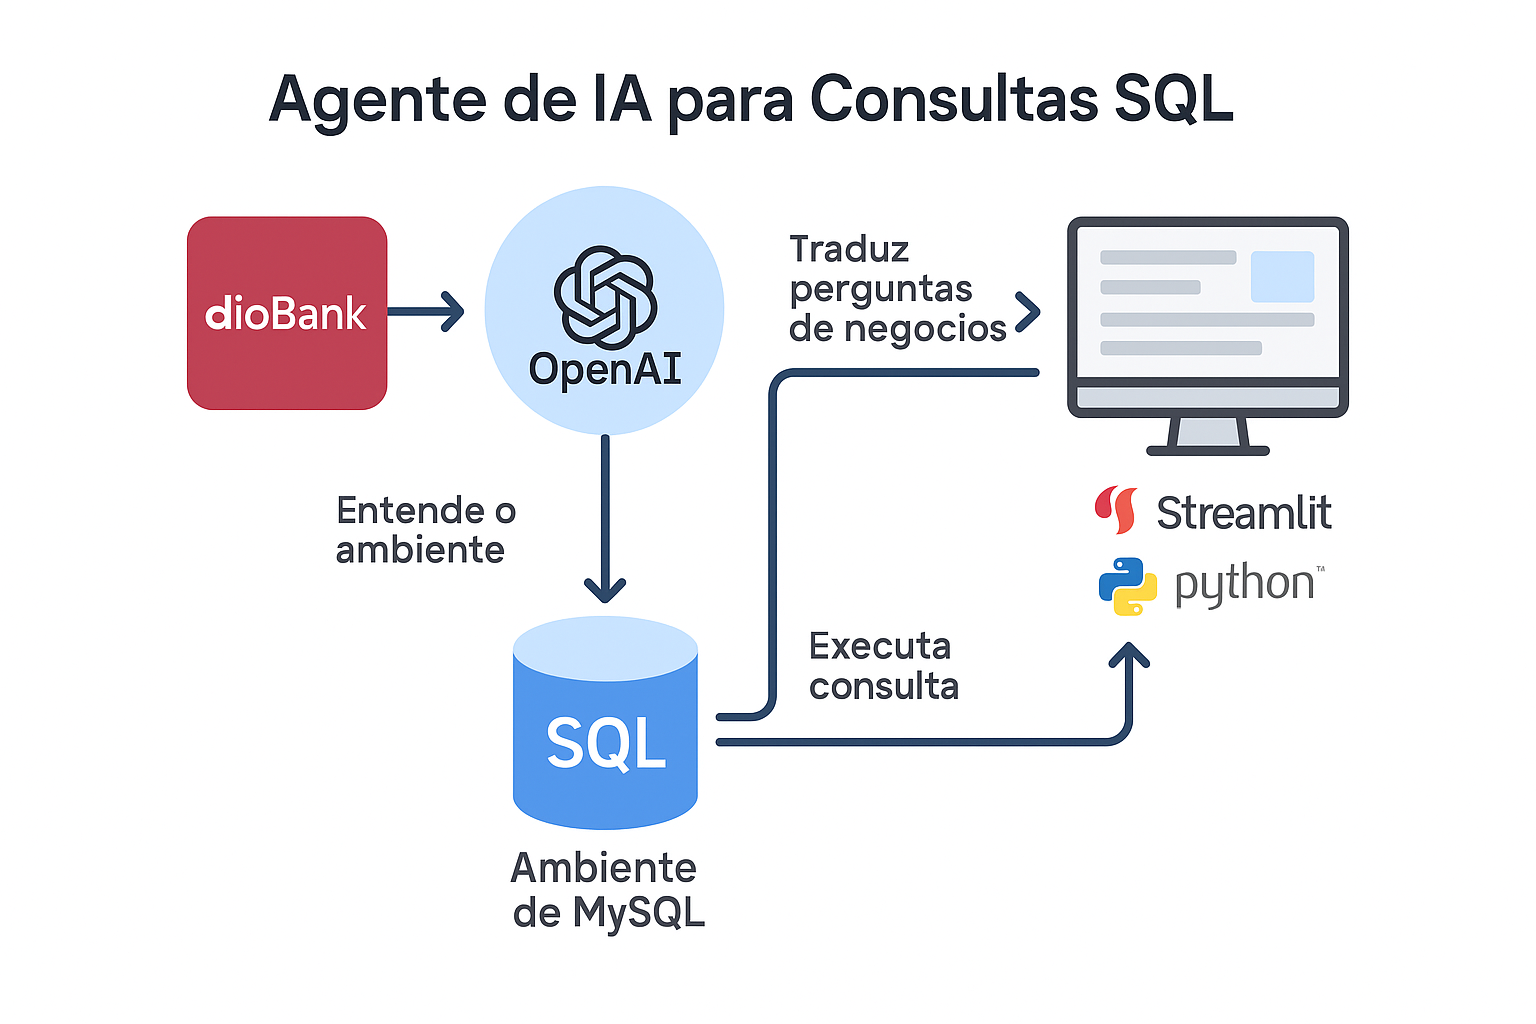 Agente de IA para Consultas SQL
dioBank
OpenAI
Traduz
perguntas
de negocios
Entende o
ambiente
Streamlit
python™
Executa
consulta
SQL
Ambiente
de MySQL